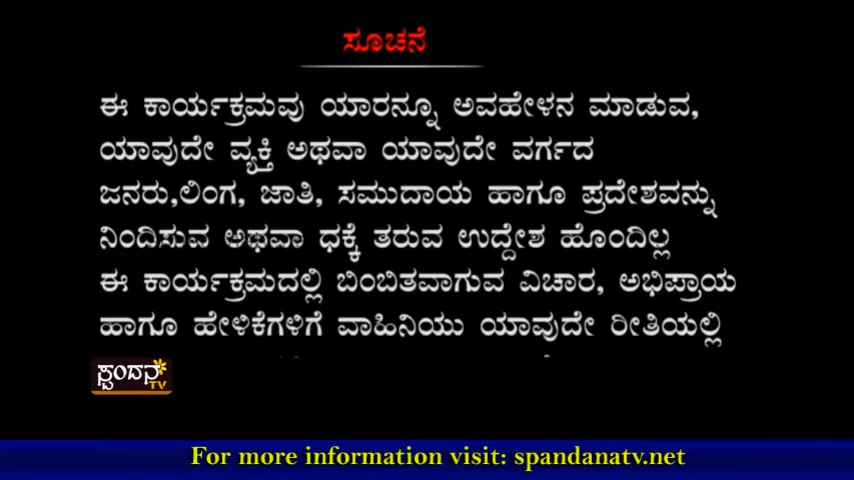 ಸೂಚನೆ
ಈ ಕಾರ್ಯಕ್ರಮವು ಯಾರನ್ನೂ ಅವಹೇಳನ ಮಾಡುವ,
ಯಾವುದೇ ವ್ಯಕ್ತಿ ಅಥವಾ ಯಾವುದೇ ವರ್ಗದ
ಜನರು,ಲಿಂಗ, ಜಾತಿ, ಸಮುದಾಯ ಹಾಗೂ ಪ್ರದೇಶವನ್ನು
ನಿಂದಿಸುವ ಅಥವಾ ಧಕ್ಕೆ ತರುವ ಉದ್ದೇಶ ಹೊಂದಿಲ್ಲ
ಈ ಕಾರ್ಯಕ್ರಮದಲ್ಲಿ ಬಿಂಬಿತವಾಗುವ ವಿಚಾರ, ಅಭಿಪ್ರಾಯ
ಹಾಗೂ ಹೇಳಿಕೆಗಳಿಗೆ ವಾಹಿನಿಯು ಯಾವುದೇ ರೀತಿಯಲ್ಲಿ
ಸ್ಪಂದನ್
TV
For more information visit: spandanatv.net